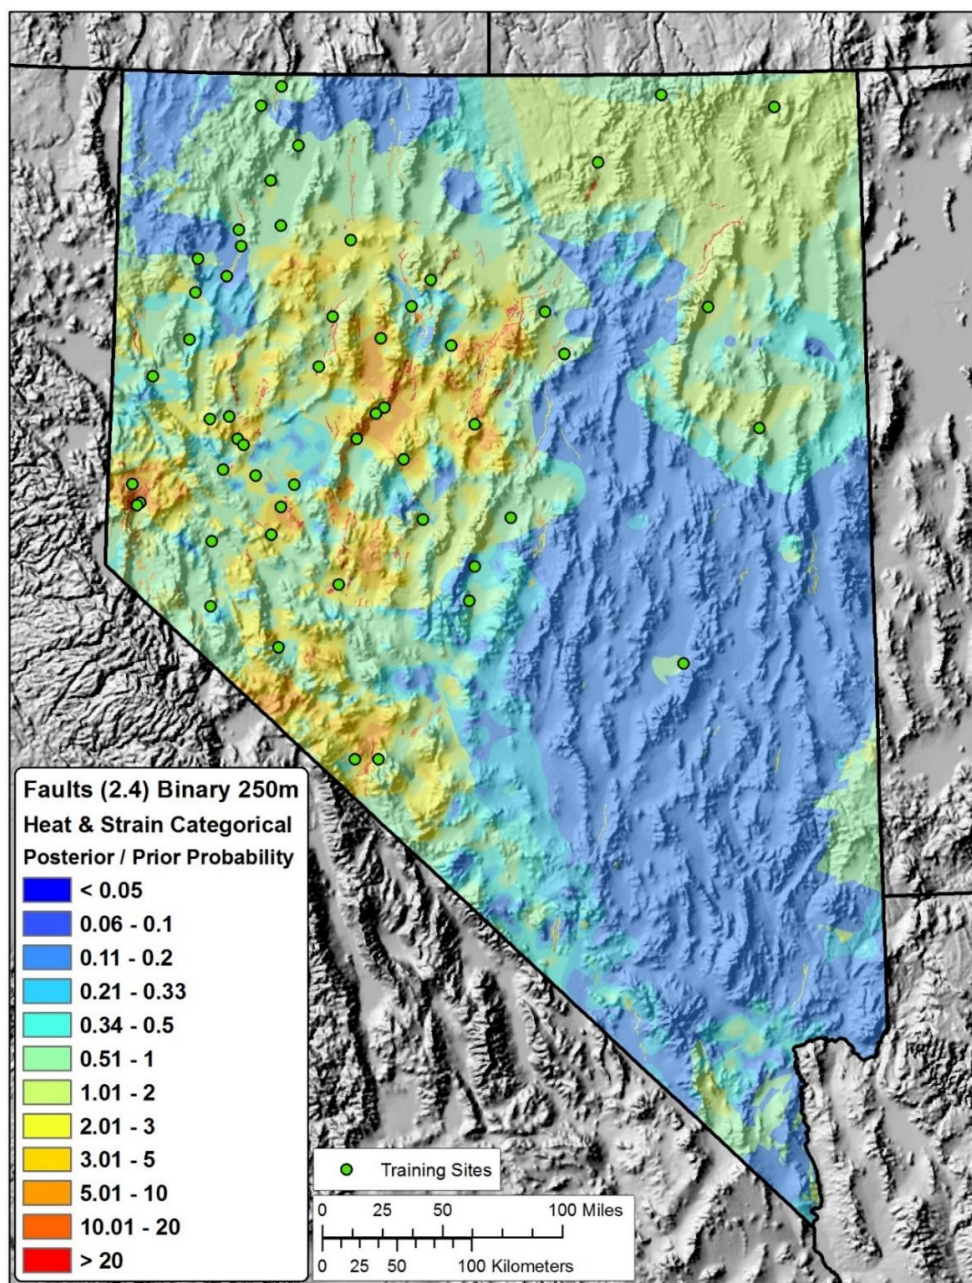 Faults (2.4) Binary 250m
Heat & Strain Categorical
Posterior / Prior Probability
< 0.05
0.06 - 0.1
0.11 - 0.2
0.21 - 0.33
0.34 - 0.5
0.51 - 1
1.01 - 2
2.01 - 3
3.01 - 5
5.01 - 10
10.01 - 20
> 20
Training Sites
0 25 50 100 Miles
0 25 50 100 Kilometers